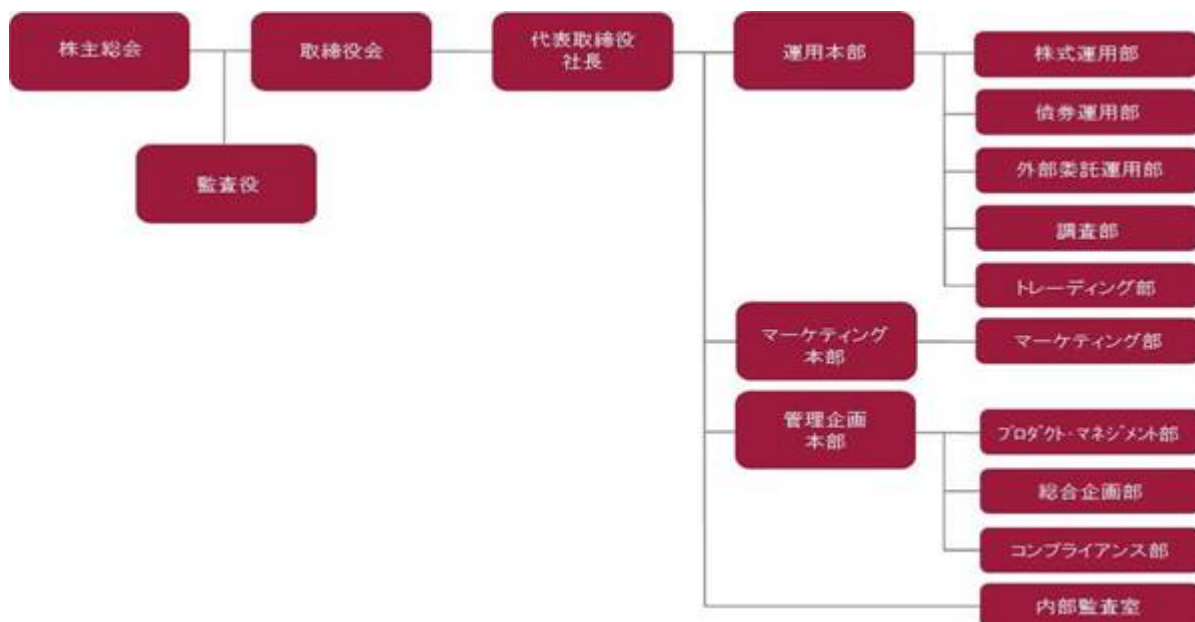 株主総会
取締役会
代表取締役
社長
運用本部
株式運用部
債券運用部
外部委託運用部
監査役
調査部
トレーディング部
マーケティング
本部
マーケティング部
管理企画
本部
プロダクト・マネジメント部
総合企画部
コンプライアンス部
内部監査室